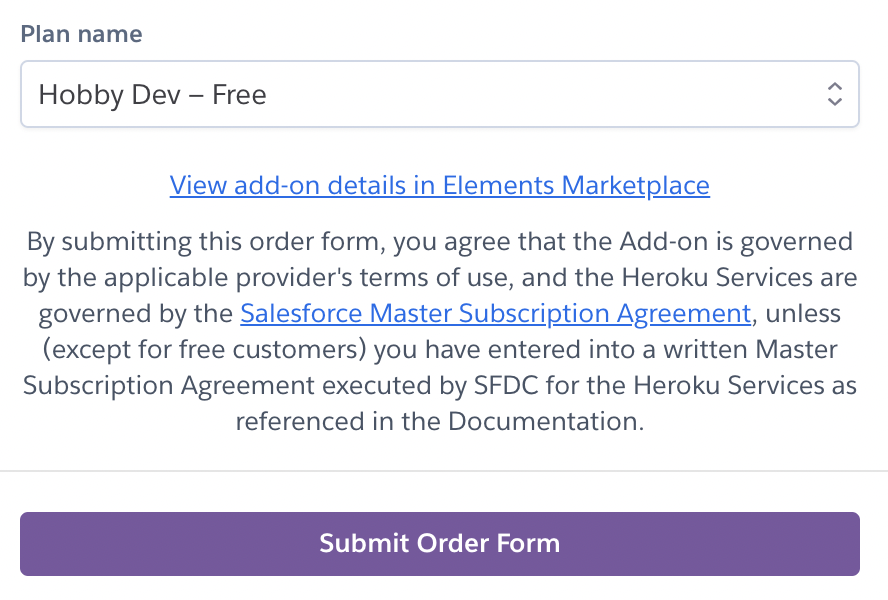 Plan name
Hobby Dev – Free
View add-on details in Elements Marketplace
By submitting this order form, you agree that the Add-on is governed
by the applicable provider's terms of use, and the Heroku Services are
governed by the Salesforce Master Subscription Agreement, unless
(except for free customers) you have entered into a written Master
Subscription Agreement executed by SFDC for the Heroku Services as
referenced in the Documentation.
Submit Order Form